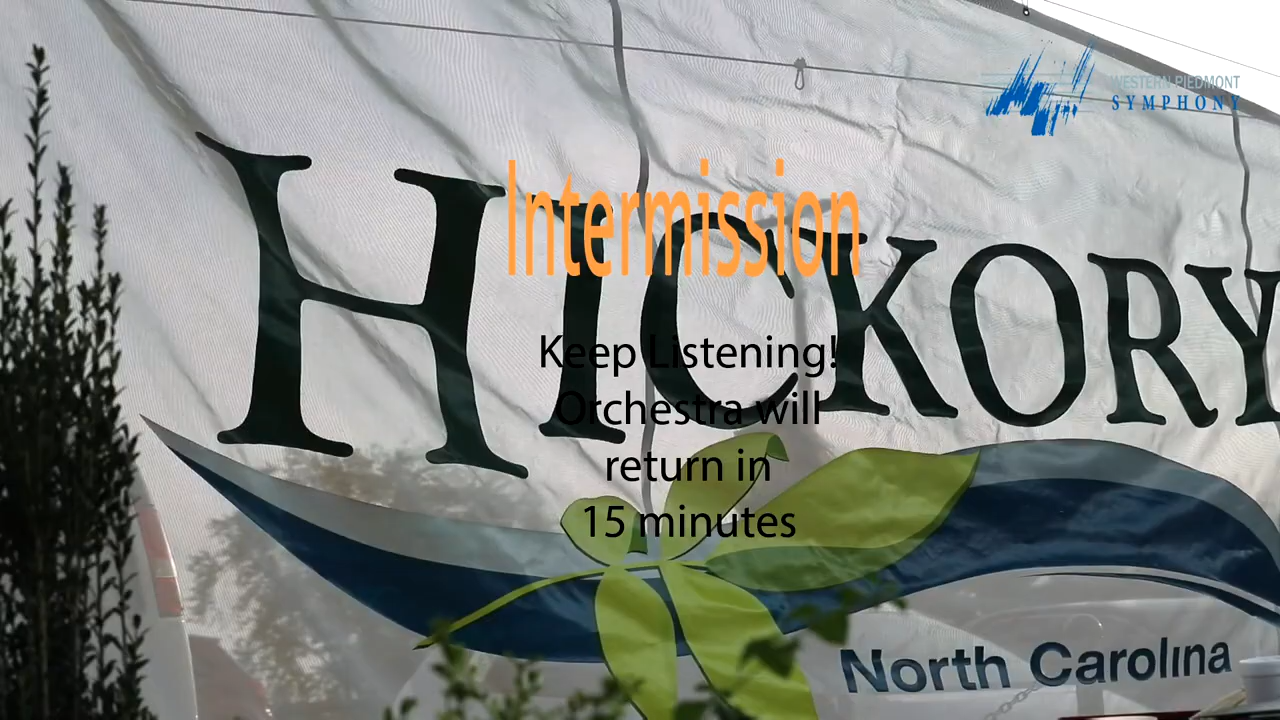 WESTERN PIEDMONT
SYMPHONY
Intermission
HICKORY
Keep Listening!
Orchestra will
return in
15 minutes
North Carolina